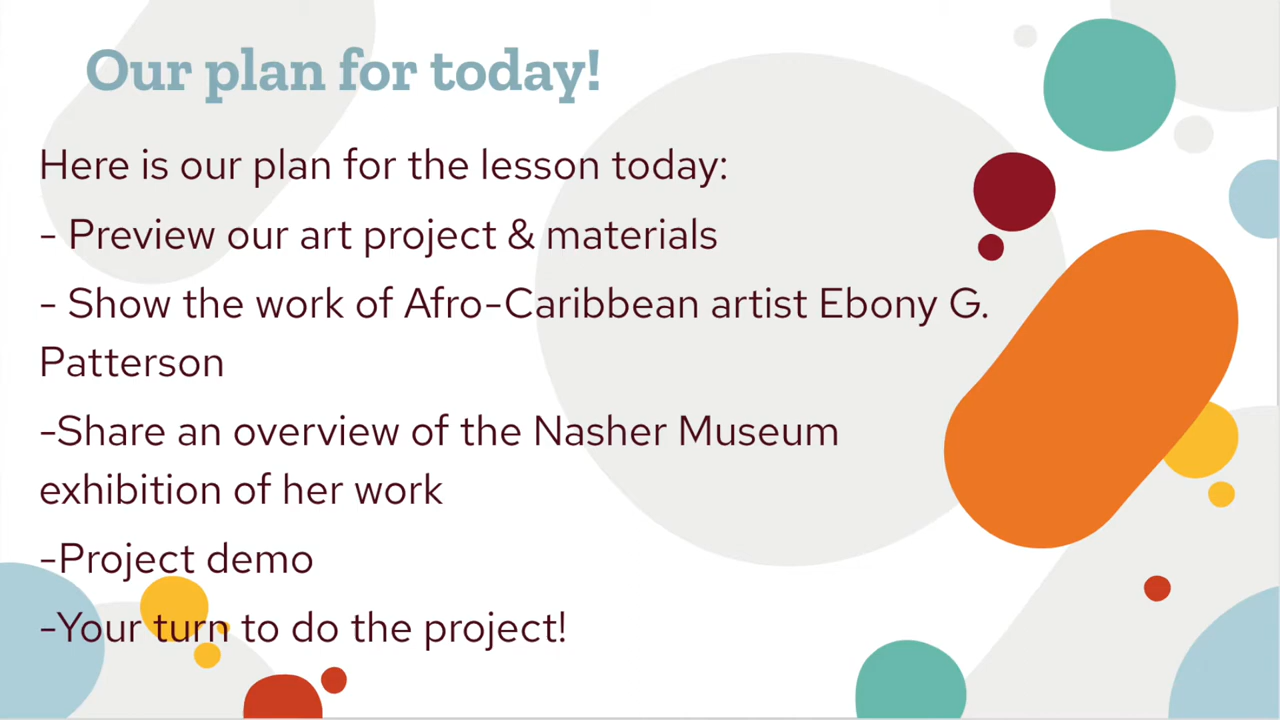 Our plan for today!
Here is our plan for the lesson today:
- Preview our art project & materials
- Show the work of Afro-Caribbean artist Ebony G.
Patterson
-Share an overview of the Nasher Museum
exhibition of her work
-Project demo
-Your turn to do the project!